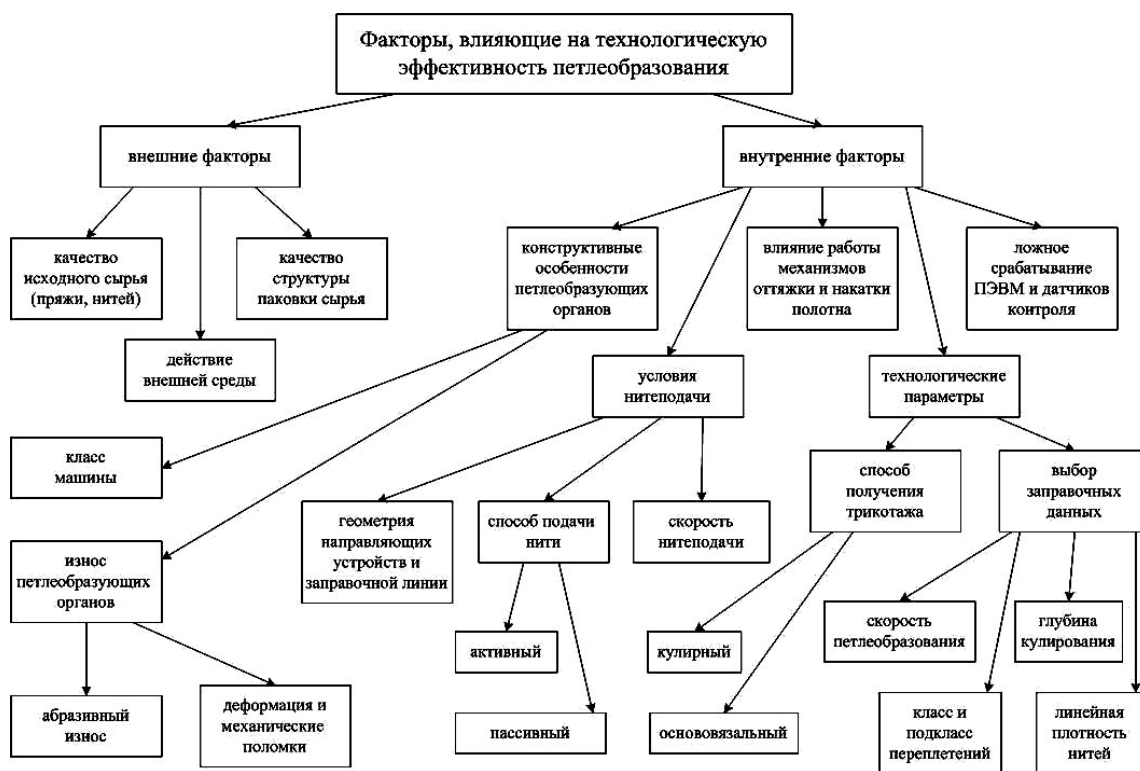 Факторы, влияющие на технологическую
эффективность петлеобразования
внешние факторы
внутренние факторы
качество
исходного сырья
(пряжи, нитей)
качество
структуры
паковки сырья
конструктивные
особенности
петлеобразующих
органов
влияние работы
механизмов
оттяжки и накатки
полотна
ложное
срабатывание
ПЭВМ и датчиков
контроля
действие
внешней среды
условия
нитеподачи
технологические
параметры
класс
машины
способ
получения
трикотажа
выбор
заправочных
данных
геометрия
направляющих
устройств и
заправочной линии
способ подачи
нити
скорость
нитеподачи
износ
петлеобразующих
органов
активный
кулирный
скорость
петлеобразования
глубина
кулирования
абразивный
износ
деформация и
механические
поломки
пассивный
основовязальный
класс и
подкласс
переплетений
линейная
плотность
нитей